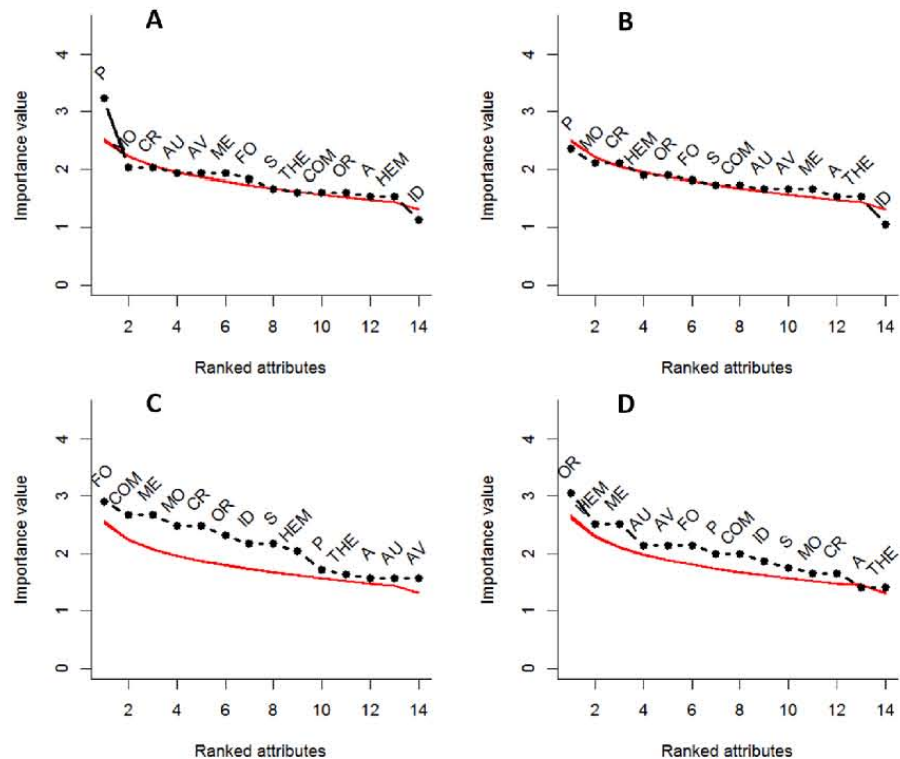 A
Importance value
4
3
2
1
0
P
MO
CR
AU
AV
ME
FO
S
THE
COM
OR
A
HEM
ID
2 4 6 8 10 12 14
Ranked attributes
B
Importance value
4
3
2
1
0
P
MO
CR
HEM
OR
FO
S
COM
AU
AV
ME
A
THE
ID
2 4 6 8 10 12 14
Ranked attributes
C
Importance value
4
3
2
1
0
FO
COM
ME
MO
CR
OR
ID
S
HEM
P
THE
A
AU
AV
2 4 6 8 10 12 14
Ranked attributes
D
Importance value
4
3
2
1
0
OR
HEM
ME
AU
AV
FO
P
COM
ID
S
MO
CR
A
THE
2 4 6 8 10 12 14
Ranked attributes